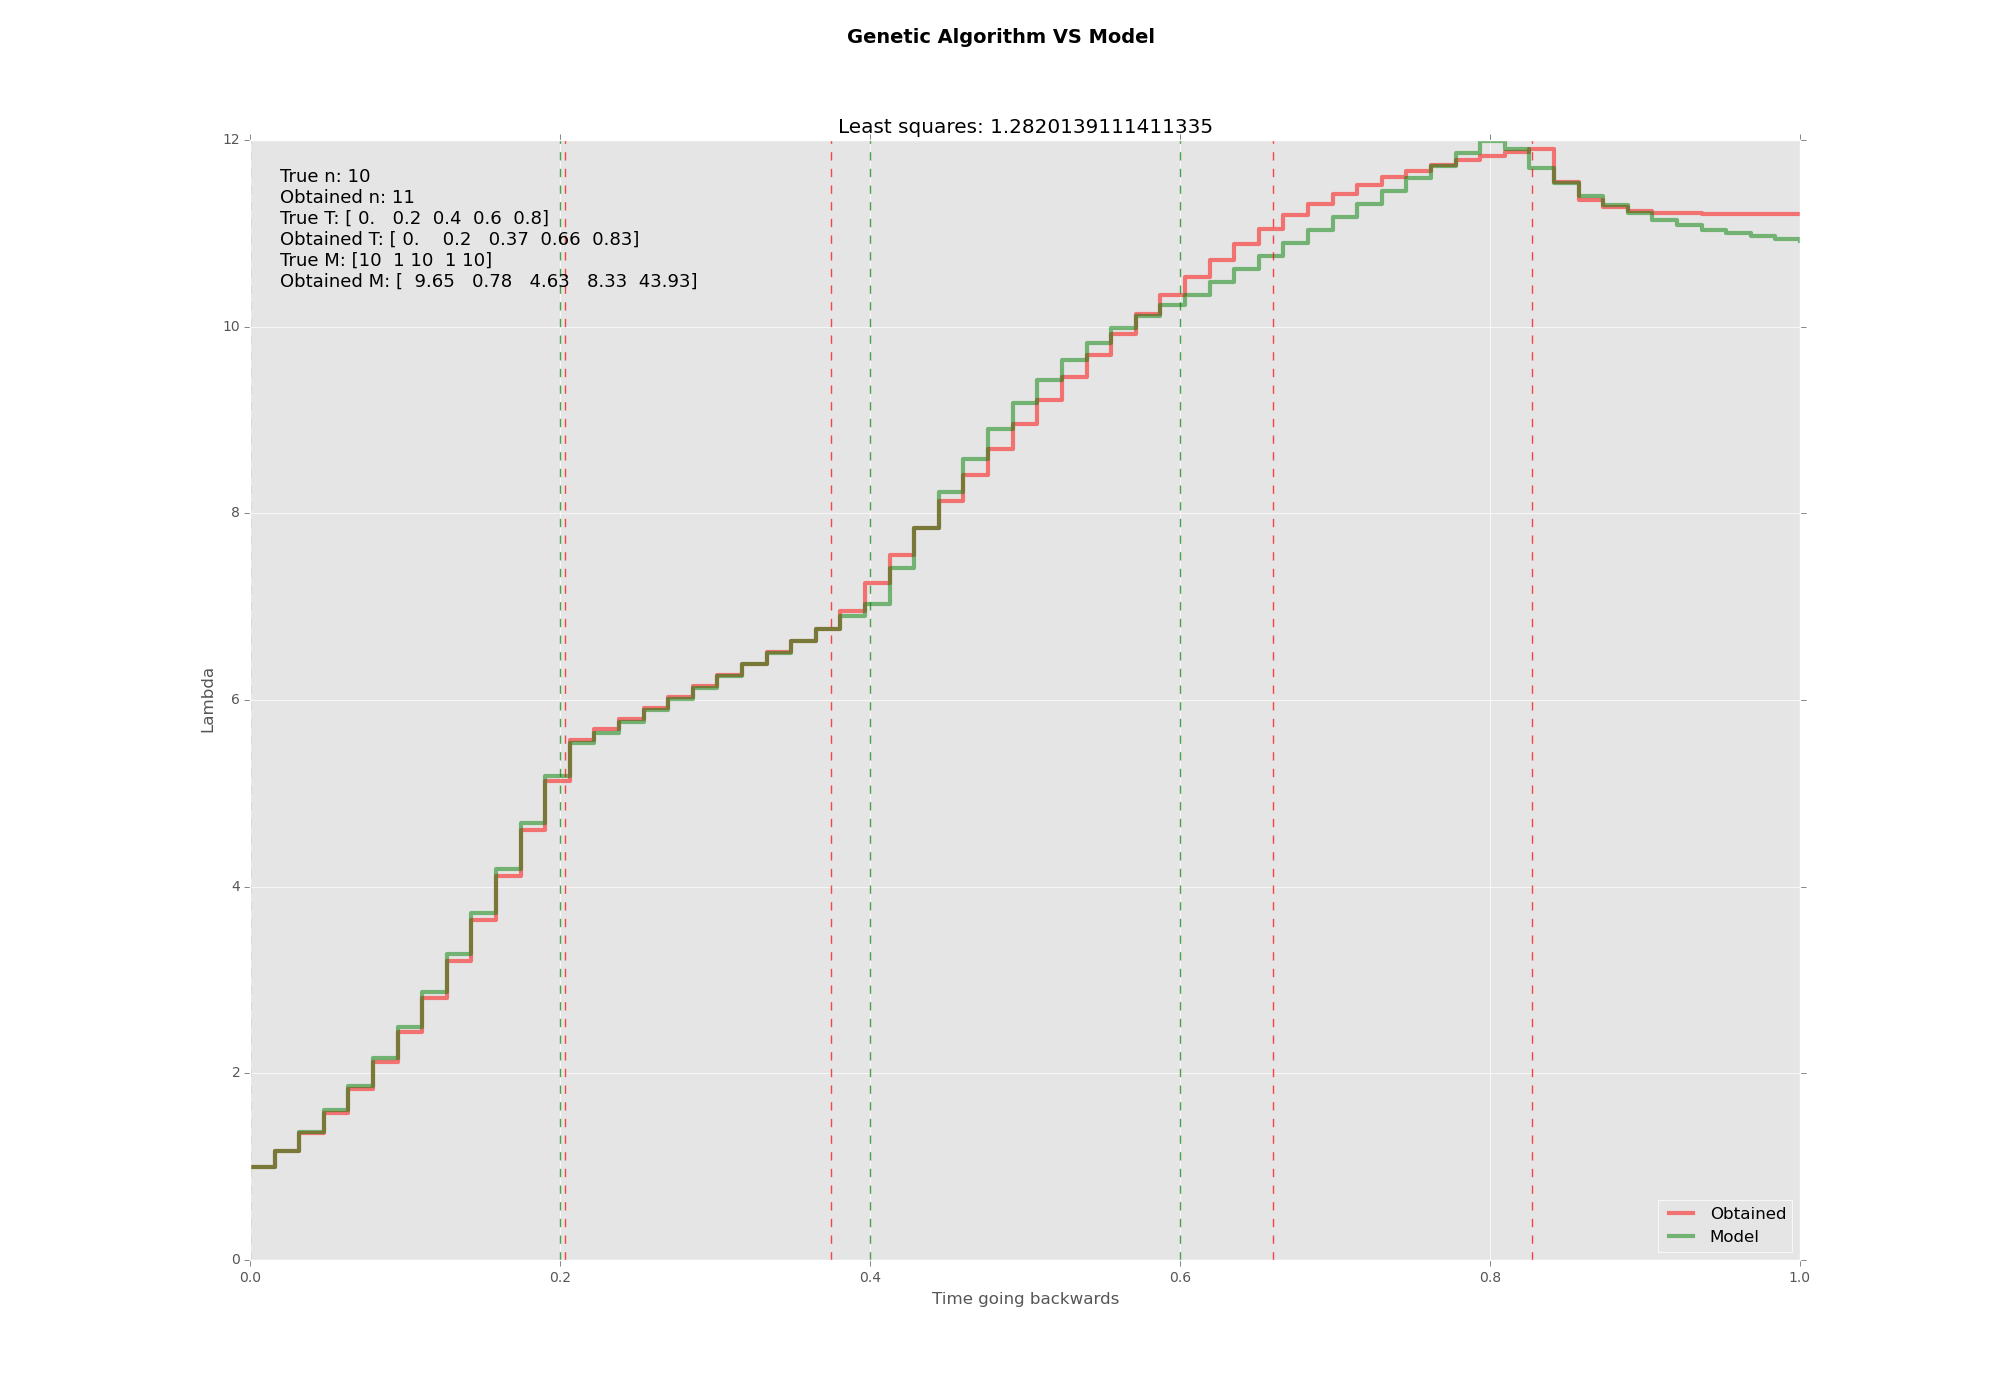 Genetic Algorithm VS Model
Least squares: 1.2820139111411335
True n: 10
Obtained n: 11
True T: [ 0.   0.2  0.4  0.6  0.8]
Obtained T: [ 0.    0.2   0.37  0.66  0.83]
True M: [10  1 10  1 10]
Obtained M: [  9.65   0.78   4.63   8.33  43.93]
12
10
8
6
4
2
0
Lambda
0.0 0.2 0.4 0.6 0.8 1.0
Time going backwards
Obtained
Model